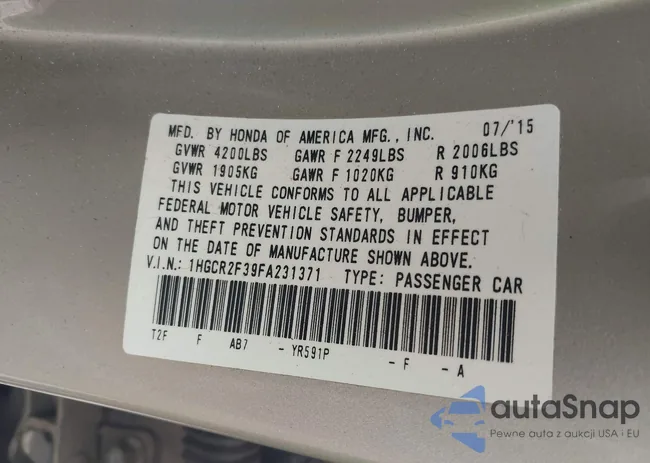 MFD. BY HONDA OF AMERICA MFG., INC. 07/'15
GVWR 4200LBS GAWR F 2249LBS R 2006LBS
GVWR 1905KG GAWR F 1020KG R 910KG
THIS VEHICLE CONFORMS TO ALL APPLICABLE
FEDERAL MOTOR VEHICLE SAFETY, BUMPER,
AND THEFT PREVENTION STANDARDS IN EFFECT
ON THE DATE OF MANUFACTURE SHOWN ABOVE.
V.I.N.: 1HGCR2F39FA231371 TYPE: PASSENGER CAR
T2F F AB7 - YR591P - F - A
autaSnap
Pewne auta z aukcji USA i EU